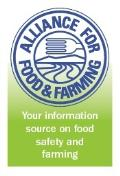 ALLIANCE FOR
FOOD & FARMING
Your information
source on food
safety and
farming